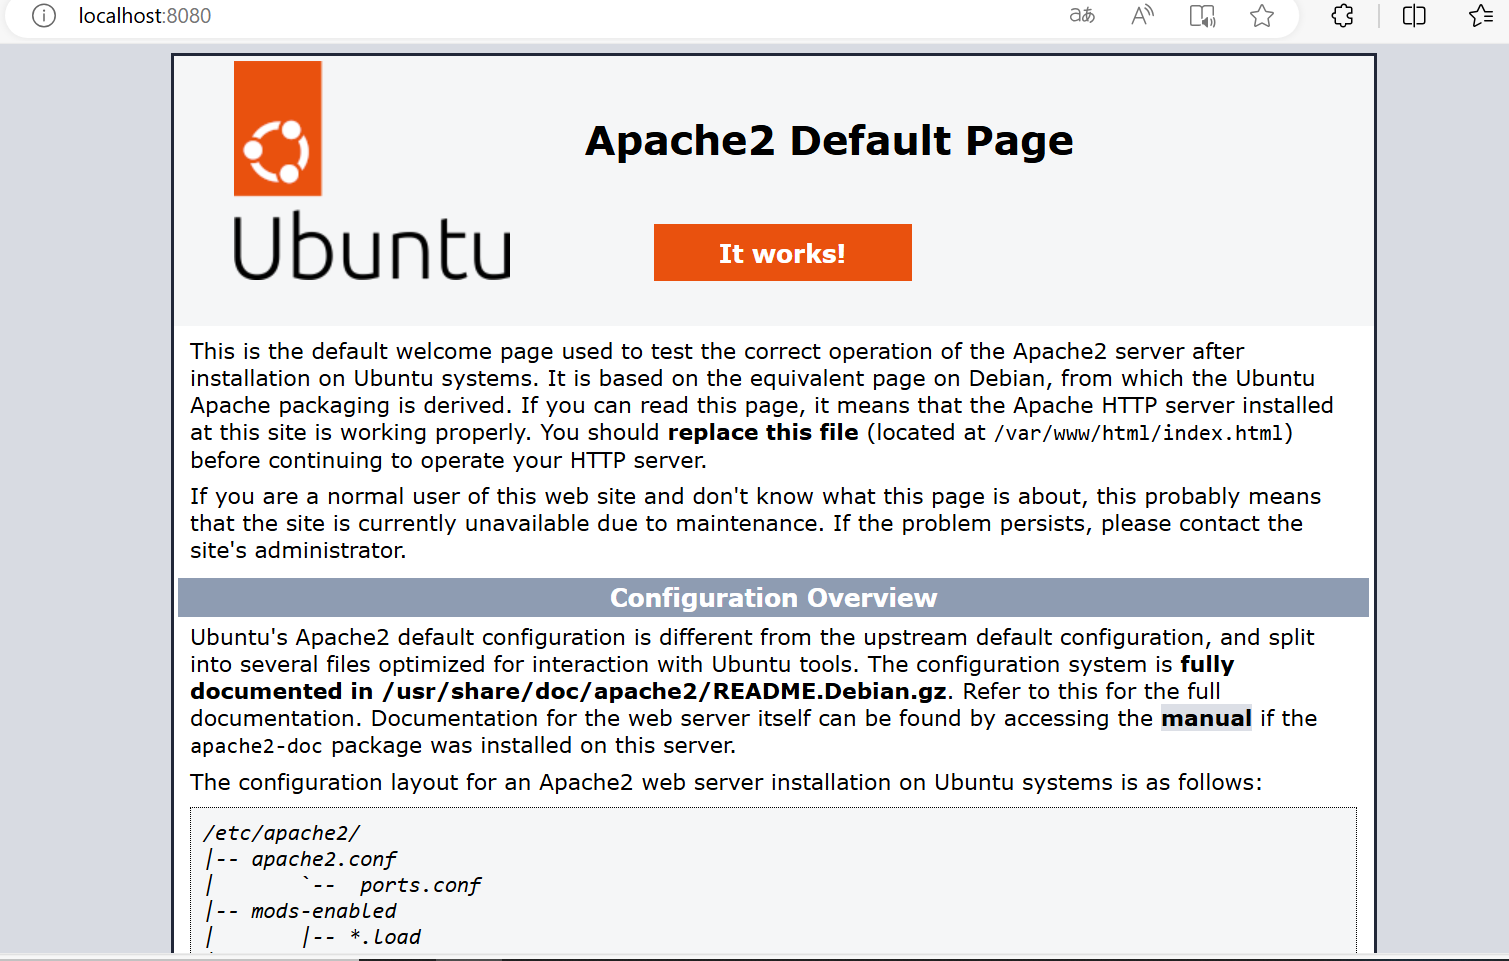 localhost:8080
aあ
A
Apache2 Default Page
Ubuntu
It works!
This is the default welcome page used to test the correct operation of the Apache2 server after
installation on Ubuntu systems. It is based on the equivalent page on Debian, from which the Ubuntu
Apache packaging is derived. If you can read this page, it means that the Apache HTTP server installed
at this site is working properly. You should replace this file (located at /var/www/html/index.html)
before continuing to operate your HTTP server.
If you are a normal user of this web site and don't know what this page is about, this probably means
that the site is currently unavailable due to maintenance. If the problem persists, please contact the
site's administrator.
Configuration Overview
Ubuntu's Apache2 default configuration is different from the upstream default configuration, and split
into several files optimized for interaction with Ubuntu tools. The configuration system is fully
documented in /usr/share/doc/apache2/README.Debian.gz. Refer to this for the full
documentation. Documentation for the web server itself can be found by accessing the manual if the
apache2-doc package was installed on this server.
The configuration layout for an Apache2 web server installation on Ubuntu systems is as follows:
/etc/apache2/
|-- apache2.conf
|       `--  ports.conf
|-- mods-enabled
|       |-- *.load